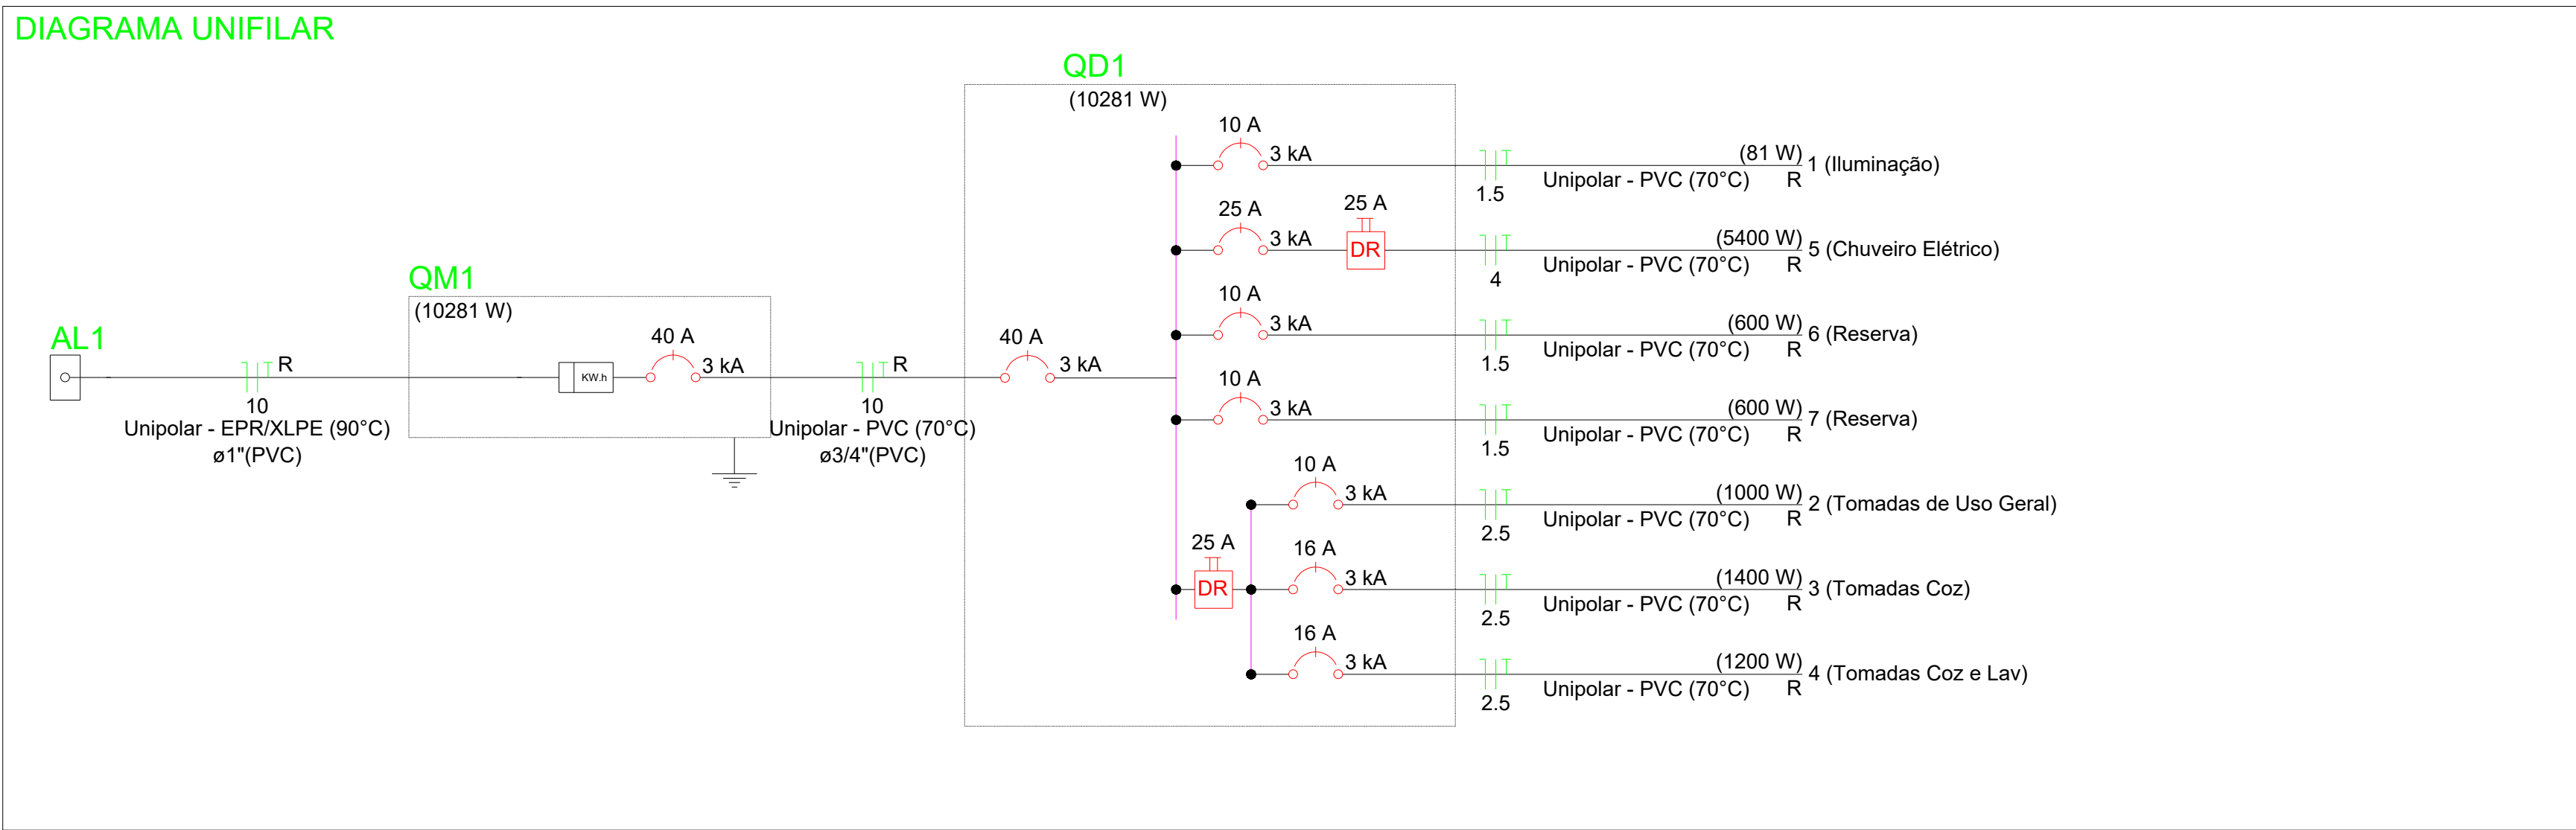 DIAGRAMA UNIFILAR
AL1
R
10
Unipolar - EPR/XLPE (90°C)
ø1"(PVC)
QM1
(10281 W)
KW.h
40 A
3 kA
R
10
Unipolar - PVC (70°C)
ø3/4"(PVC)
QD1
(10281 W)
40 A
3 kA
10 A
3 kA
1.5
(81 W)
Unipolar - PVC (70°C) R
1 (Iluminação)
25 A
3 kA
25 A
DR
4
(5400 W)
Unipolar - PVC (70°C) R
5 (Chuveiro Elétrico)
10 A
3 kA
1.5
(600 W)
Unipolar - PVC (70°C) R
6 (Reserva)
10 A
3 kA
1.5
(600 W)
Unipolar - PVC (70°C) R
7 (Reserva)
25 A
DR
10 A
3 kA
2.5
(1000 W)
Unipolar - PVC (70°C) R
2 (Tomadas de Uso Geral)
16 A
3 kA
2.5
(1400 W)
Unipolar - PVC (70°C) R
3 (Tomadas Coz)
16 A
3 kA
2.5
(1200 W)
Unipolar - PVC (70°C) R
4 (Tomadas Coz e Lav)